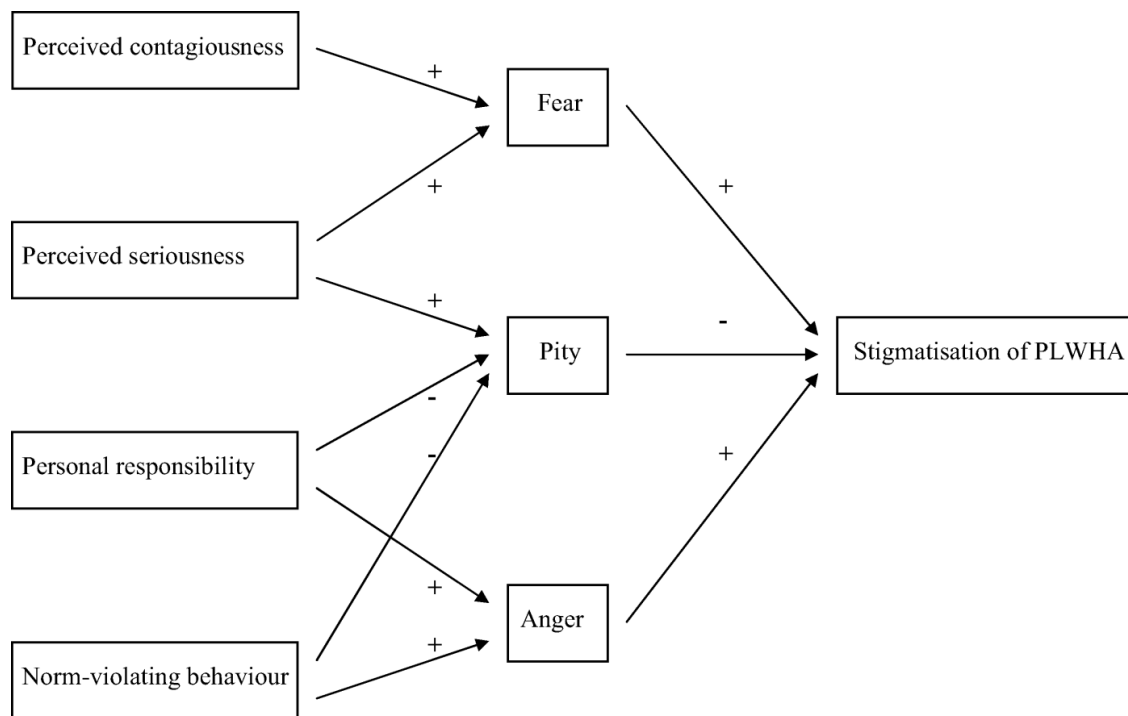 Perceived contagiousness
+
Fear
+
+
Perceived seriousness
+
-
Pity
Stigmatisation of PLWHA
-
Personal responsibility
-
+
+
Anger
+
Norm-violating behaviour